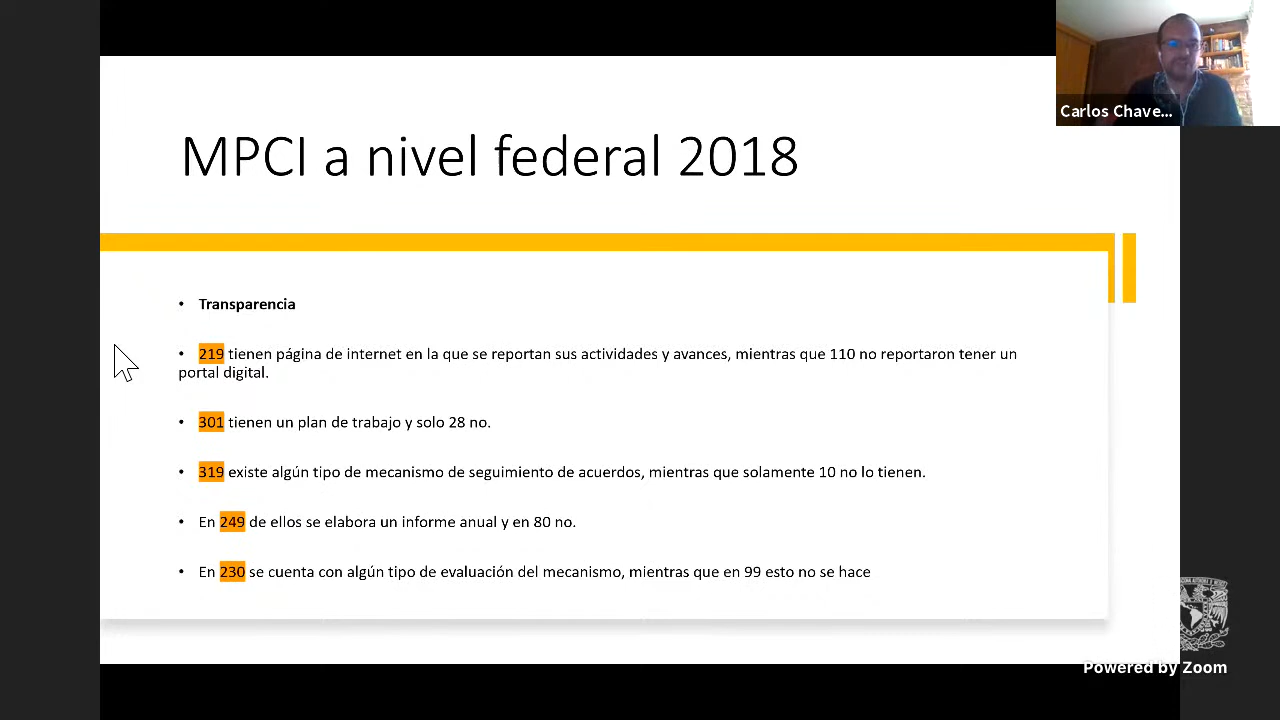 Carlos Chave...
MPCI a nivel federal 2018
• Transparencia
• 219 tienen página de internet en la que se reportan sus actividades y avances, mientras que 110 no reportaron tener un
portal digital.
• 301 tienen un plan de trabajo y solo 28 no.
• 319 existe algún tipo de mecanismo de seguimiento de acuerdos, mientras que solamente 10 no lo tienen.
• En 249 de ellos se elabora un informe anual y en 80 no.
• En 230 se cuenta con algún tipo de evaluación del mecanismo, mientras que en 99 esto no se hace
Powered by Zoom